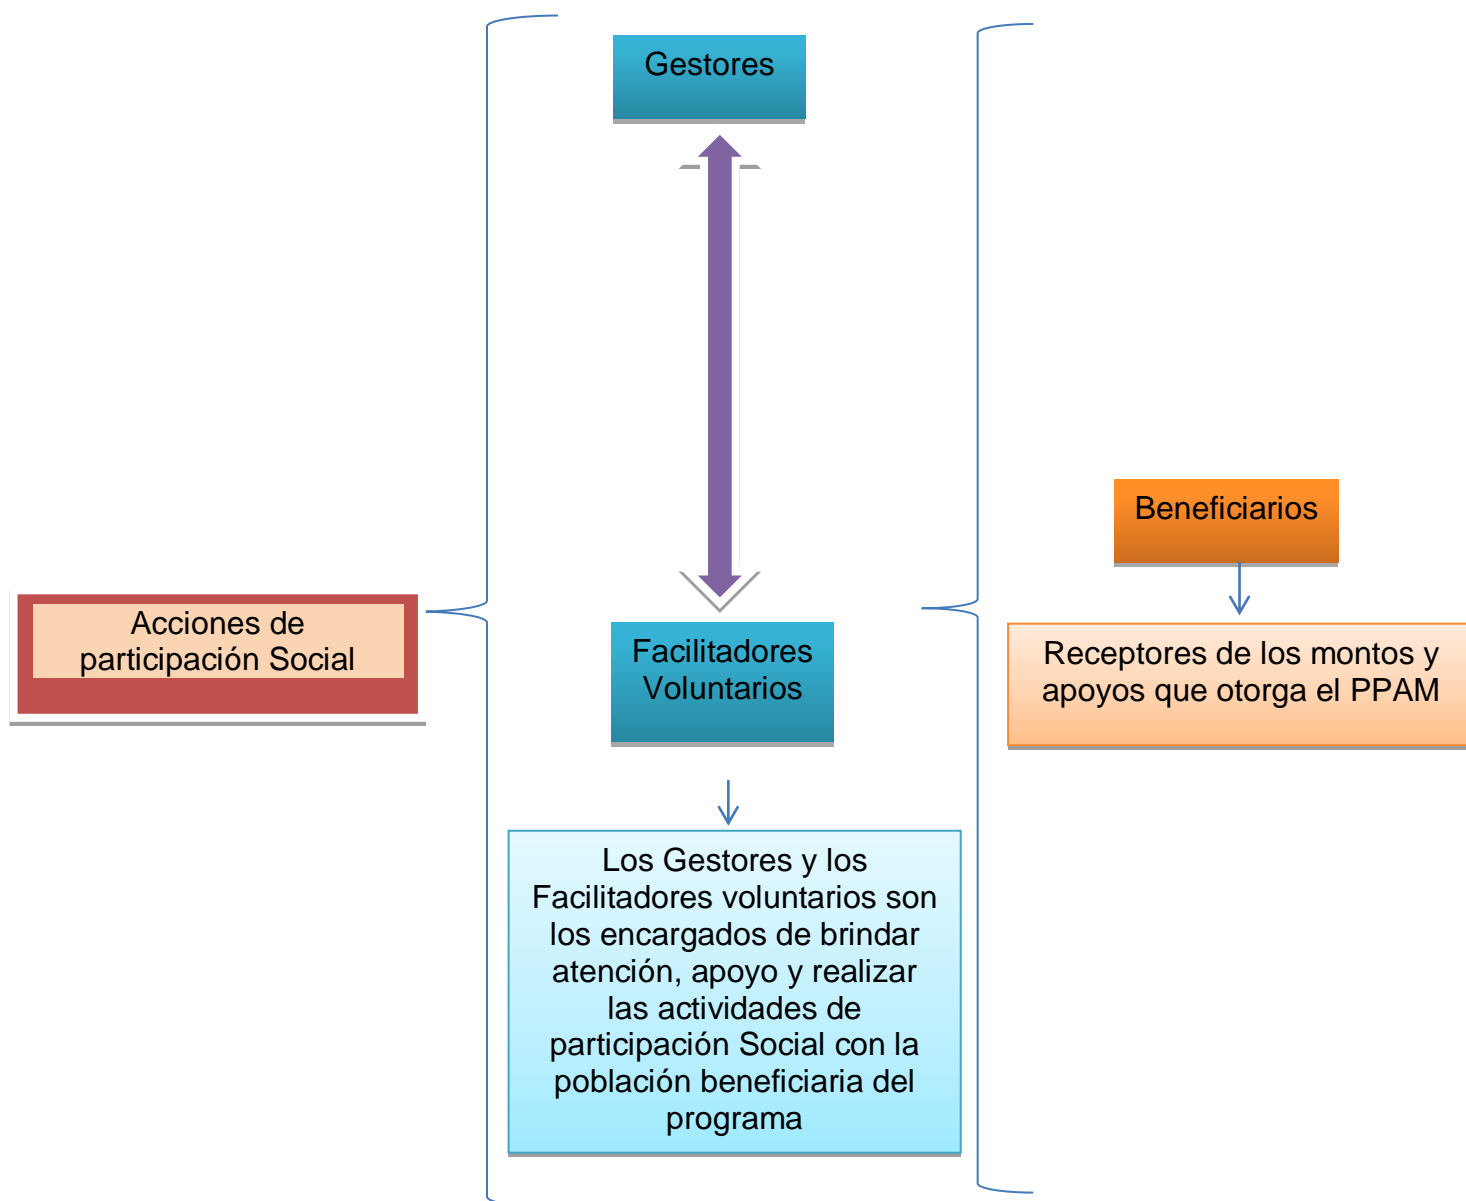 Gestores
Acciones de
participación Social
Facilitadores
Voluntarios
Los Gestores y los
Facilitadores voluntarios son
los encargados de brindar
atención, apoyo y realizar
las actividades de
participación Social con la
población beneficiaria del
programa
Beneficiarios
Receptores de los montos y
apoyos que otorga el PPAM